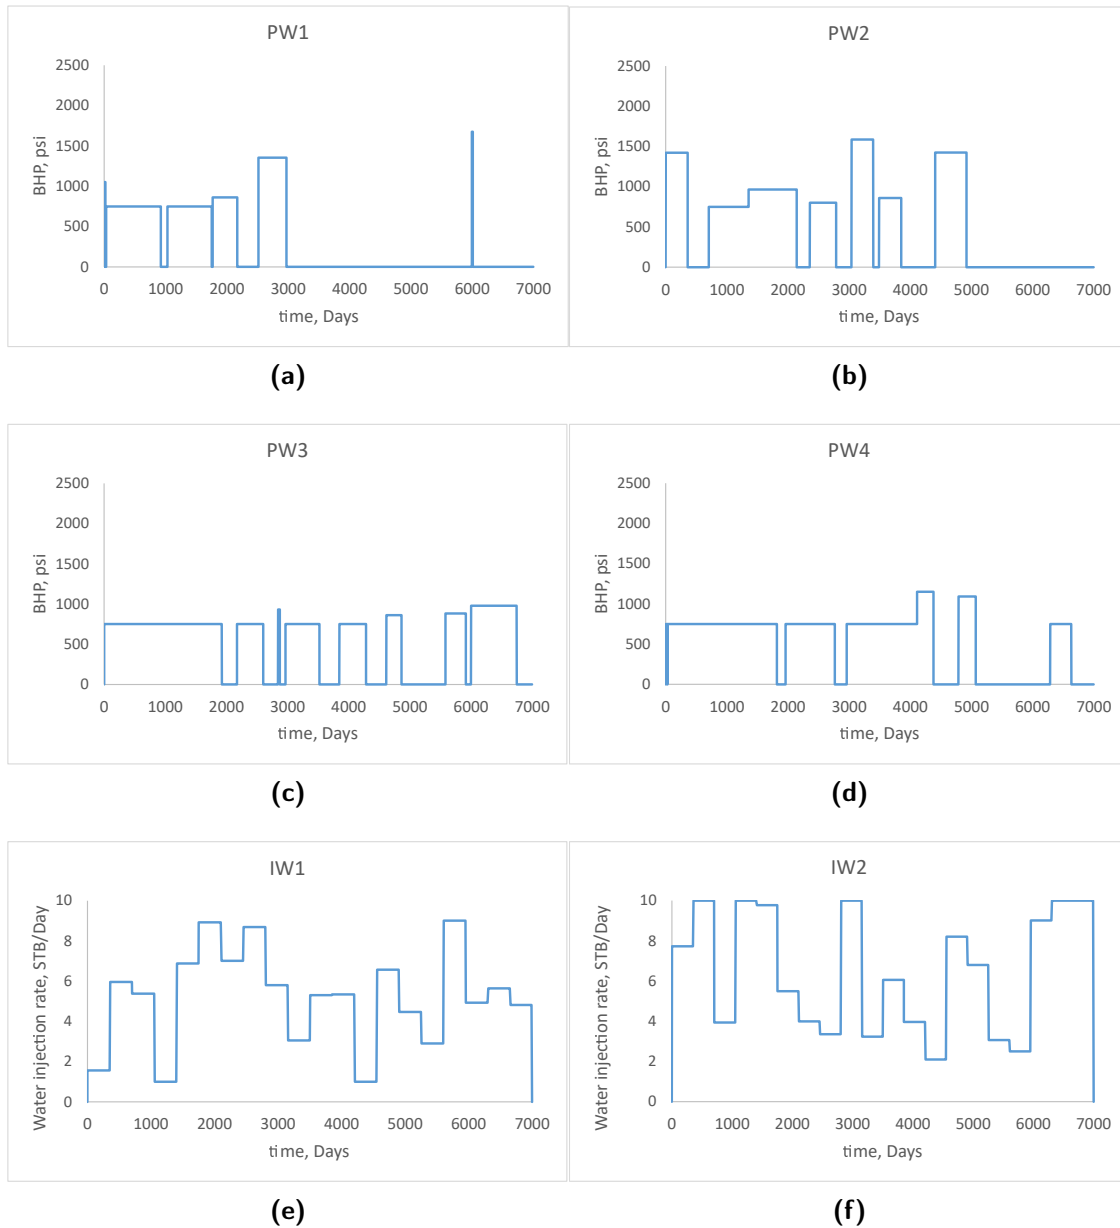 PW1
BHP, psi
2500
2000
1500
1000
500
0
0 1000 2000 3000 4000 5000 6000 7000
time, Days
(a)
PW2
BHP, psi
2500
2000
1500
1000
500
0
0 1000 2000 3000 4000 5000 6000 7000
time, Days
(b)
PW3
BHP, psi
2500
2000
1500
1000
500
0
0 1000 2000 3000 4000 5000 6000 7000
time, Days
(c)
PW4
BHP, psi
2500
2000
1500
1000
500
0
0 1000 2000 3000 4000 5000 6000 7000
time, Days
(d)
IW1
Water injection rate, STB/Day
10
8
6
4
2
0
0 1000 2000 3000 4000 5000 6000 7000
time, Days
(e)
IW2
Water injection rate, STB/Day
10
8
6
4
2
0
0 1000 2000 3000 4000 5000 6000 7000
time, Days
(f)